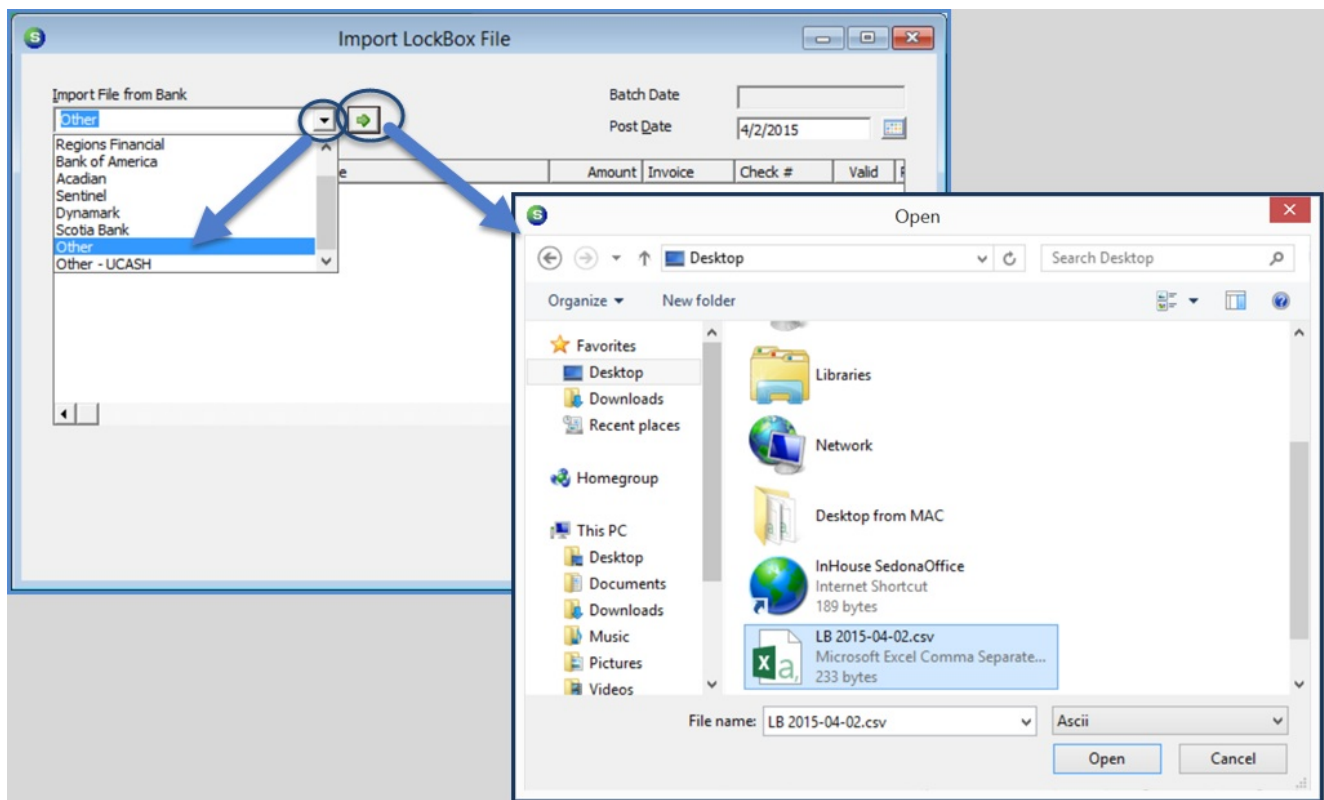 S
Import LockBox File
Import File from Bank
Other
Batch Date
Post Date
4/2/2015
Regions Financial
Bank of America
Acadian
Sentinel
Dynamark
Scotia Bank
Other
Other - UCASH
e Amount Invoice Check # Valid
S
Open
Desktop
Search Desktop
Organize New folder
Favorites
Desktop
Downloads
Recent places
Homegroup
This PC
Desktop
Documents
Downloads
Music
Pictures
Videos
Libraries
Network
Desktop from MAC
InHouse SedonaOffice
Internet Shortcut
189 bytes
LB 2015-04-02.csv
Microsoft Excel Comma Separate...
233 bytes
File name: LB 2015-04-02.csv
Ascii
Open Cancel